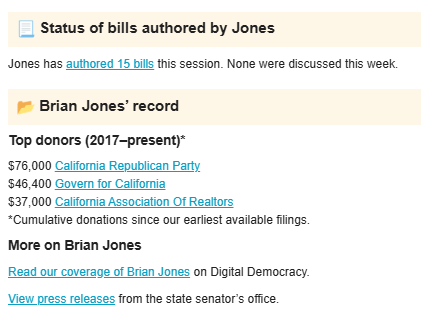 Status of bills authored by Jones
Jones has authored 15 bills this session. None were discussed this week.
Brian Jones’ record
Top donors (2017–present)*
$76,000 California Republican Party
$46,400 Govern for California
$37,000 California Association Of Realtors
*Cumulative donations since our earliest available filings.
More on Brian Jones
Read our coverage of Brian Jones on Digital Democracy.
View press releases from the state senator’s office.